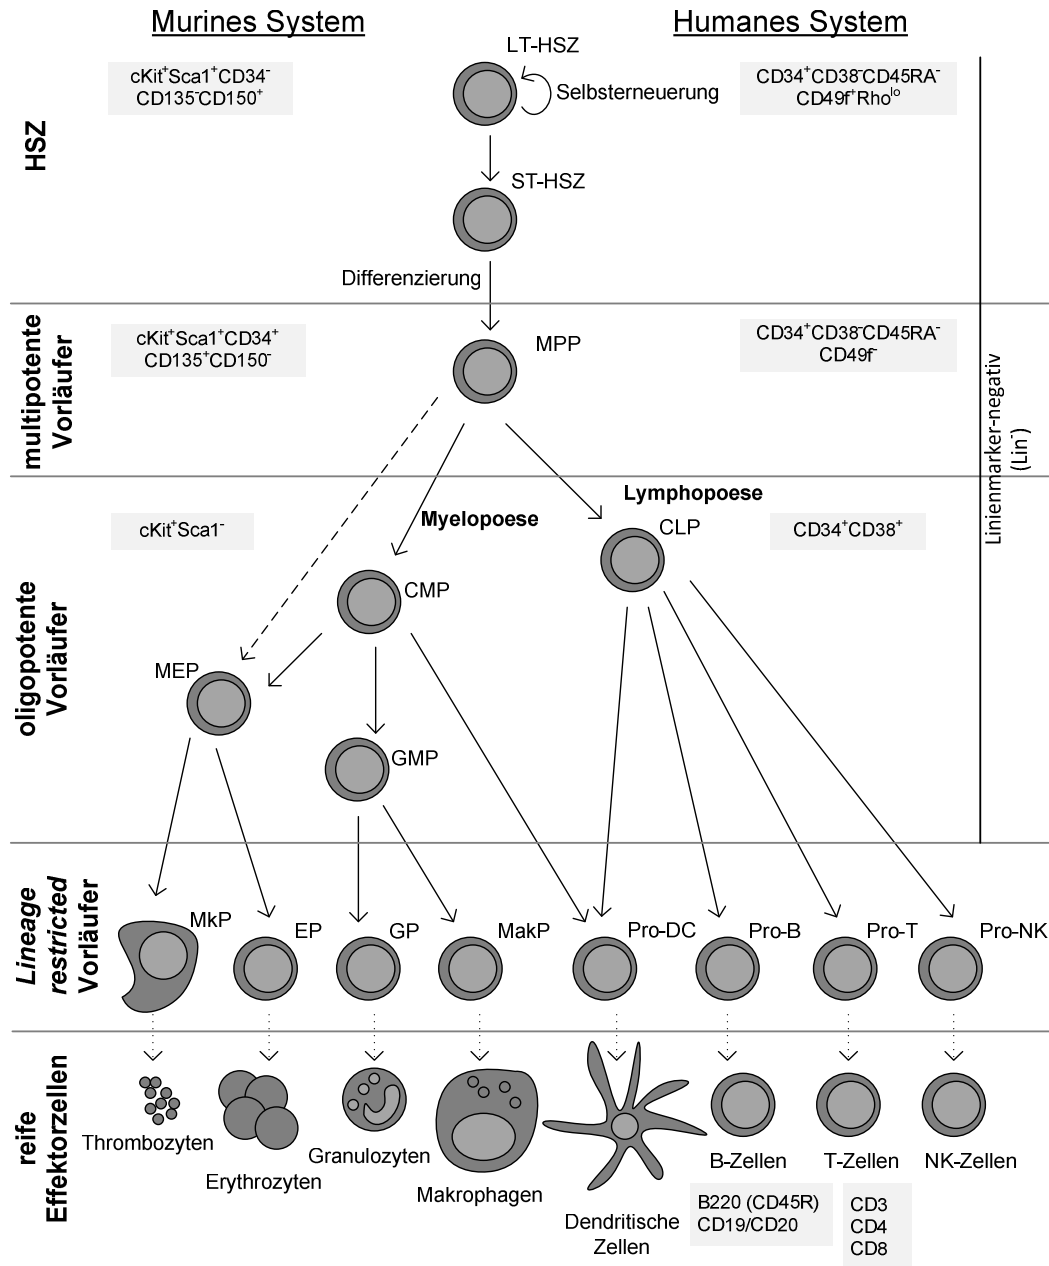 Murines System
Humanes System
LT-HSZ
cKit⁺Sca1⁺CD34⁻
CD135⁻CD150⁺
Selbsterneuerung
CD34⁺CD38⁻CD45RA⁻
CD49f⁺Rhoˡᵒ
HSZ
ST-HSZ
Differenzierung
multipotente
Vorläufer
cKit⁺Sca1⁺CD34⁺
CD135⁺CD150⁻
MPP
CD34⁺CD38⁻CD45RA⁻
CD49f⁻
Linienmarker-negativ
(Lin⁻)
oligopotente
Vorläufer
cKit⁺Sca1⁻
Myelopoese
Lymphopoese
CLP
CD34⁺CD38⁺
CMP
MEP
GMP
Lineage
restricted
Vorläufer
MkP
EP
GP
MakP
Pro-DC
Pro-B
Pro-T
Pro-NK
reife
Effektorzellen
Thrombozyten
Erythrozyten
Granulozyten
Makrophagen
Dendritische
Zellen
B-Zellen
T-Zellen
NK-Zellen
B220 (CD45R)
CD19/CD20
CD3
CD4
CD8